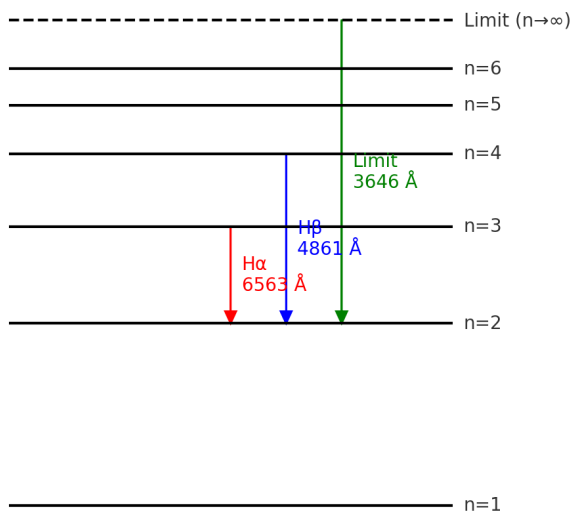 Limit (n→∞)
n=6
n=5
n=4
Limit
3646 Å
n=3
Hβ
4861 Å
Hα
6563 Å
n=2
n=1